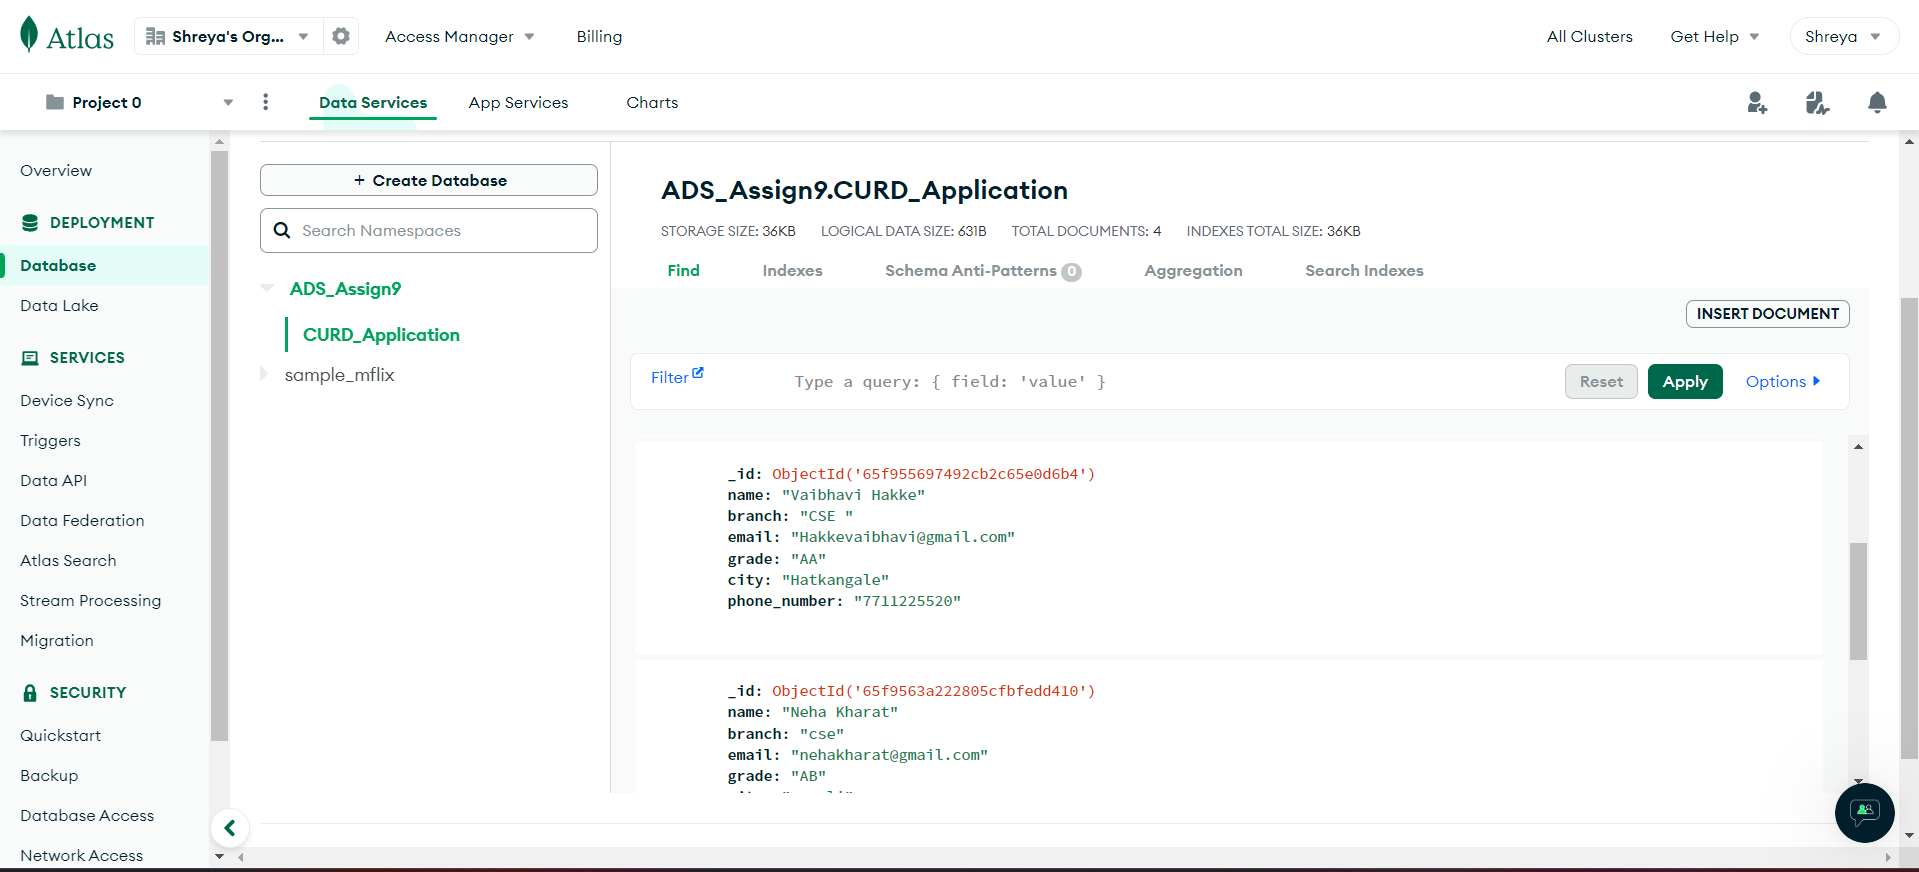 Atlas
Shreya's Org...
Access Manager
Billing
All Clusters
Get Help
Shreya
Project 0
Data Services
App Services
Charts
Overview
DEPLOYMENT
Database
Data Lake
SERVICES
Device Sync
Triggers
Data API
Data Federation
Atlas Search
Stream Processing
Migration
SECURITY
Quickstart
Backup
Database Access
Network Access
+ Create Database
Search Namespaces
ADS_Assign9
CURD_Application
sample_mflix
ADS_Assign9.CURD_Application
STORAGE SIZE: 36KB LOGICAL DATA SIZE: 631B TOTAL DOCUMENTS: 4 INDEXES TOTAL SIZE: 36KB
Find Indexes Schema Anti-Patterns 0 Aggregation Search Indexes
INSERT DOCUMENT
Filter Type a query: { field: 'value' } Reset Apply Options
_id: ObjectId('65f955697492cb2c65e0d6b4')
name: "Vaibhavi Hakke"
branch: "CSE "
email: "Hakkevaibhavi@gmail.com"
grade: "AA"
city: "Hatkangale"
phone_number: "7711225520"
_id: ObjectId('65f9563a222805cfbfedd410')
name: "Neha Kharat"
branch: "cse"
email: "nehakharat@gmail.com"
grade: "AB"